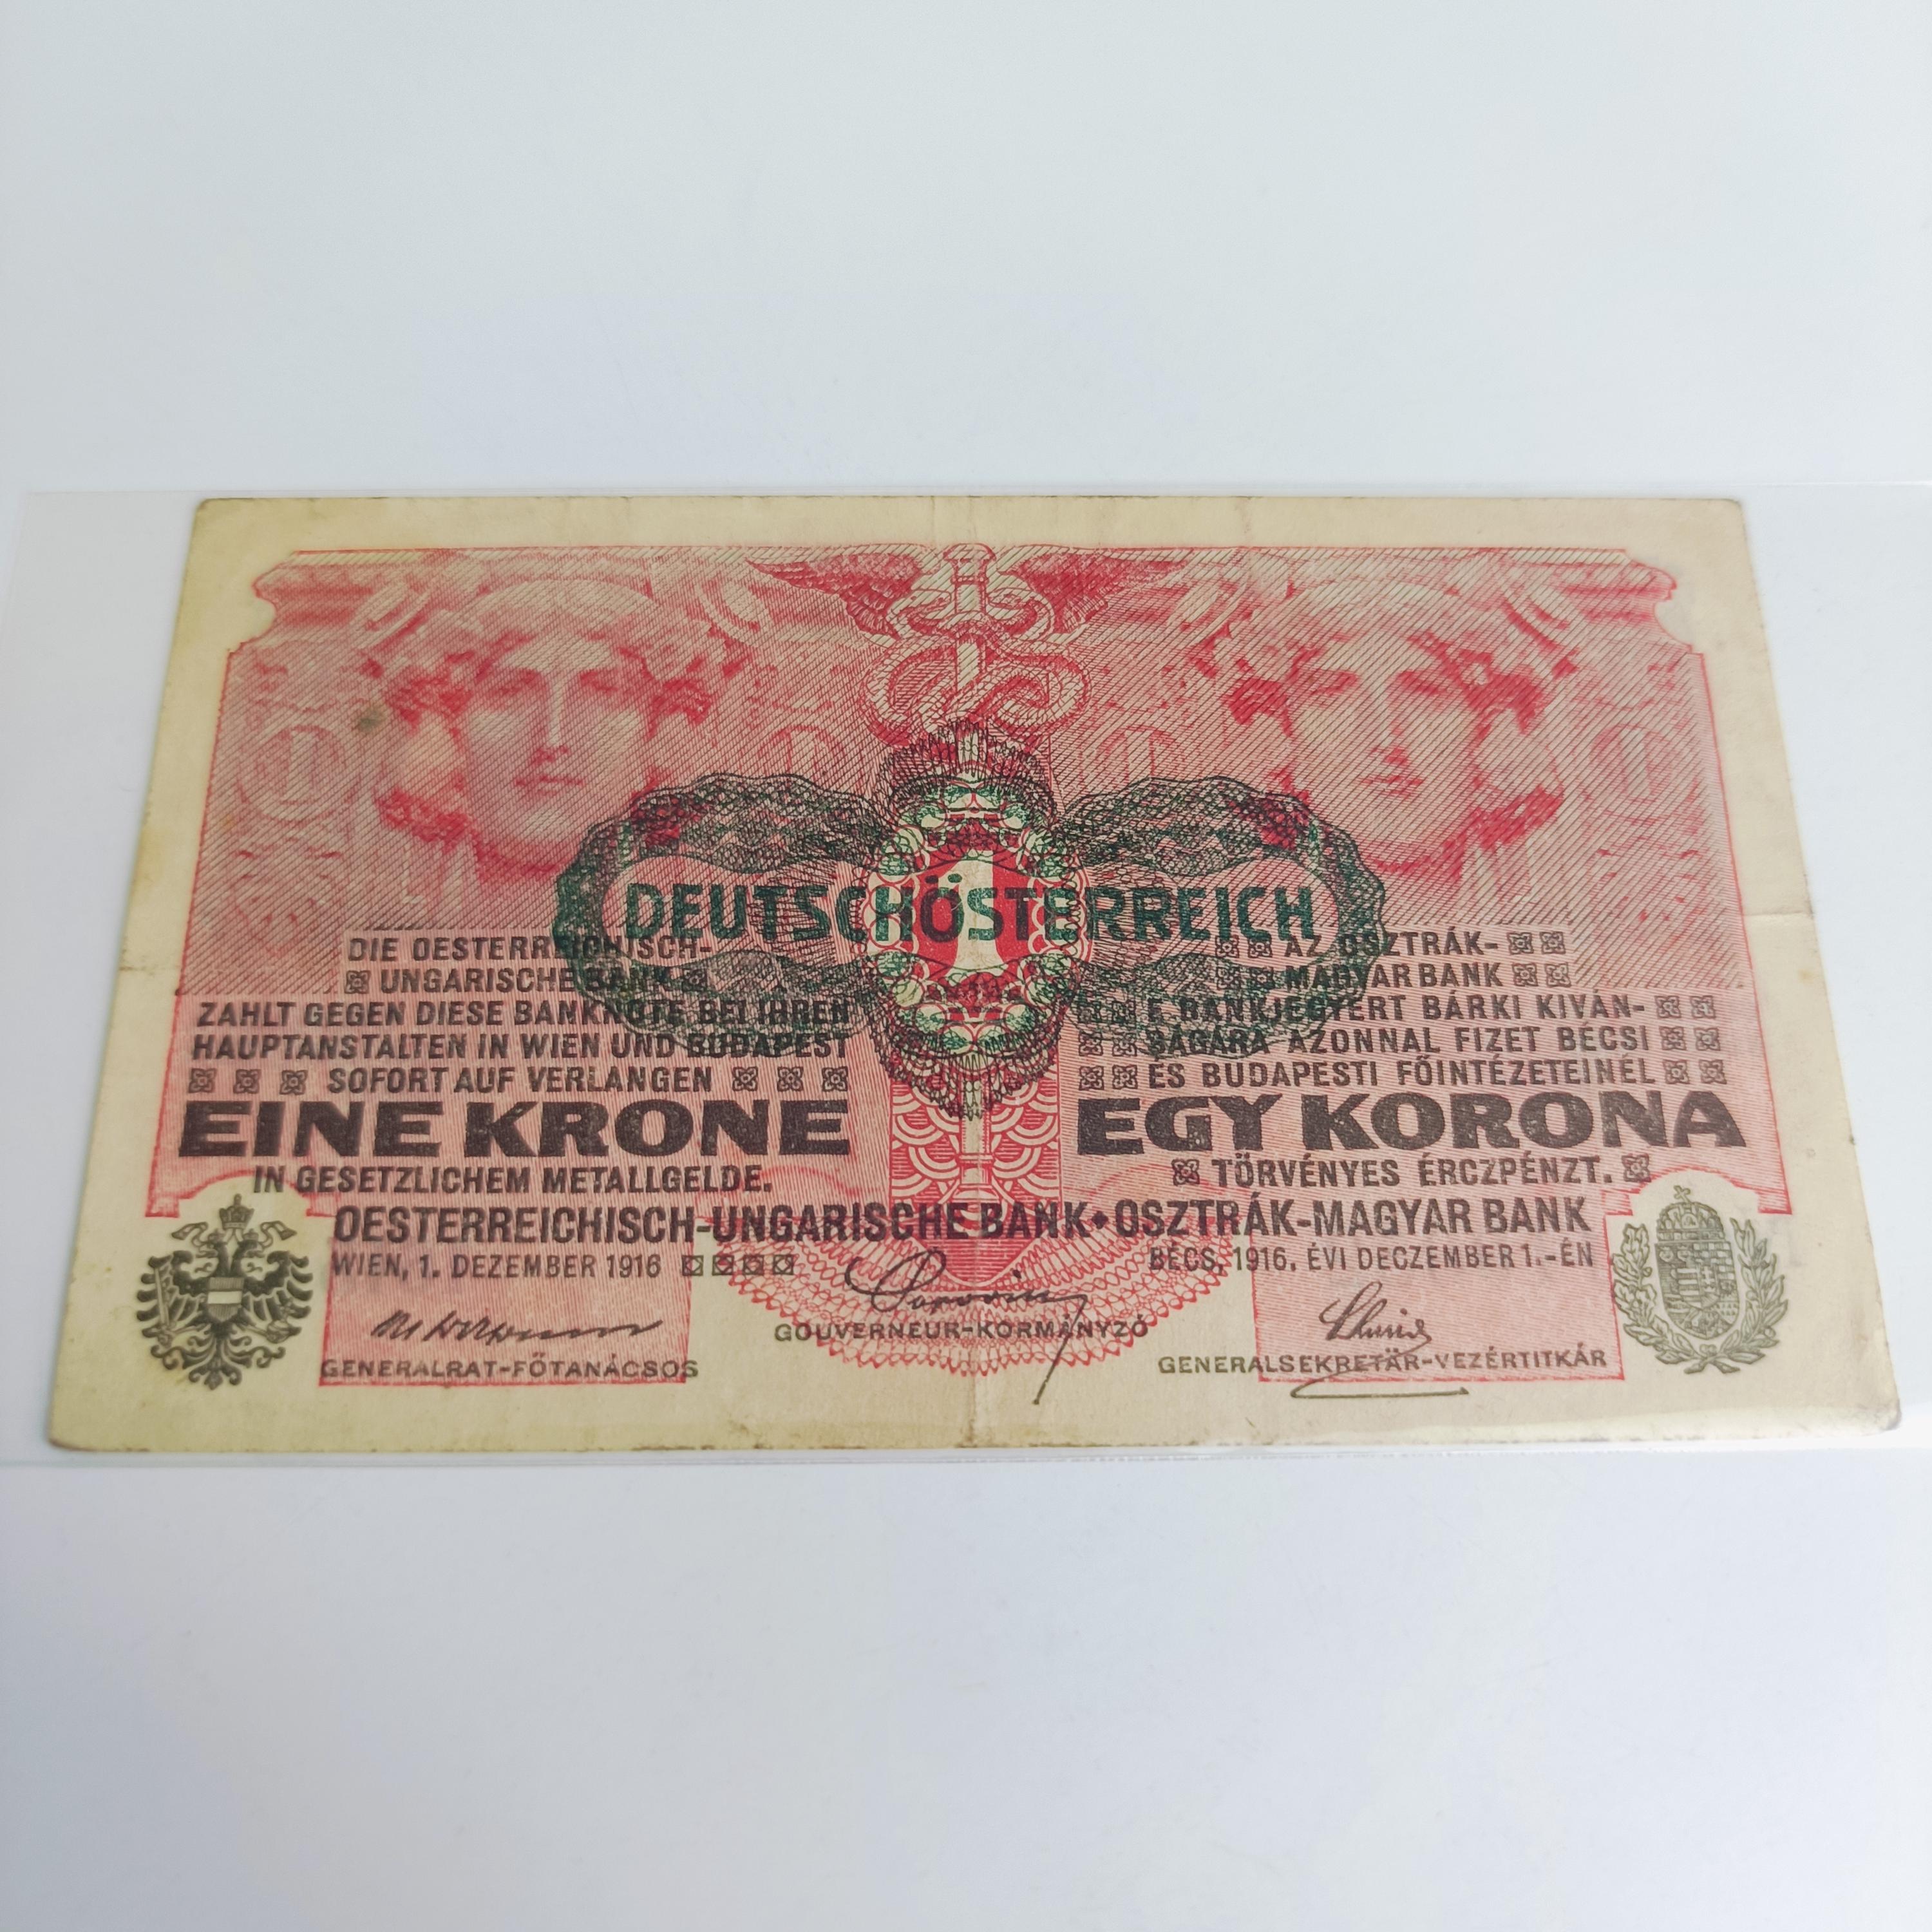 DEUTSCHÖSTERREICH
1
DIE OESTERREICHISCH-
UNGARISCHE BANK
ZAHLT GEGEN DIESE BANKNOTE BEI IHREN
HAUPTANSTALTEN IN WIEN UND BUDAPEST
SOFORT AUF VERLANGEN
EINE KRONE
IN GESETZLICHEM METALLGELDE.
AZ OSZTRÁK-
MAGYAR BANK
E BANKJEGYÉRT BÁRKI KIVÁN-
SÁGÁRA AZONNAL FIZET BÉCSI
ÉS BUDAPESTI FŐINTÉZETEINÉL
EGY KORONA
TÖRVÉNYES ÉRCZPÉNZT.
OESTERREICHISCH-UNGARISCHE BANK • OSZTRÁK-MAGYAR BANK
WIEN, 1. DEZEMBER 1916
BÉCS, 1916. ÉVI DECZEMBER 1.-ÉN
GENERALRAT-FŐTANÁCSOS
GOUVERNEUR-KORMÁNYZÓ
GENERALSEKRETÄR-VEZÉRTITKÁR